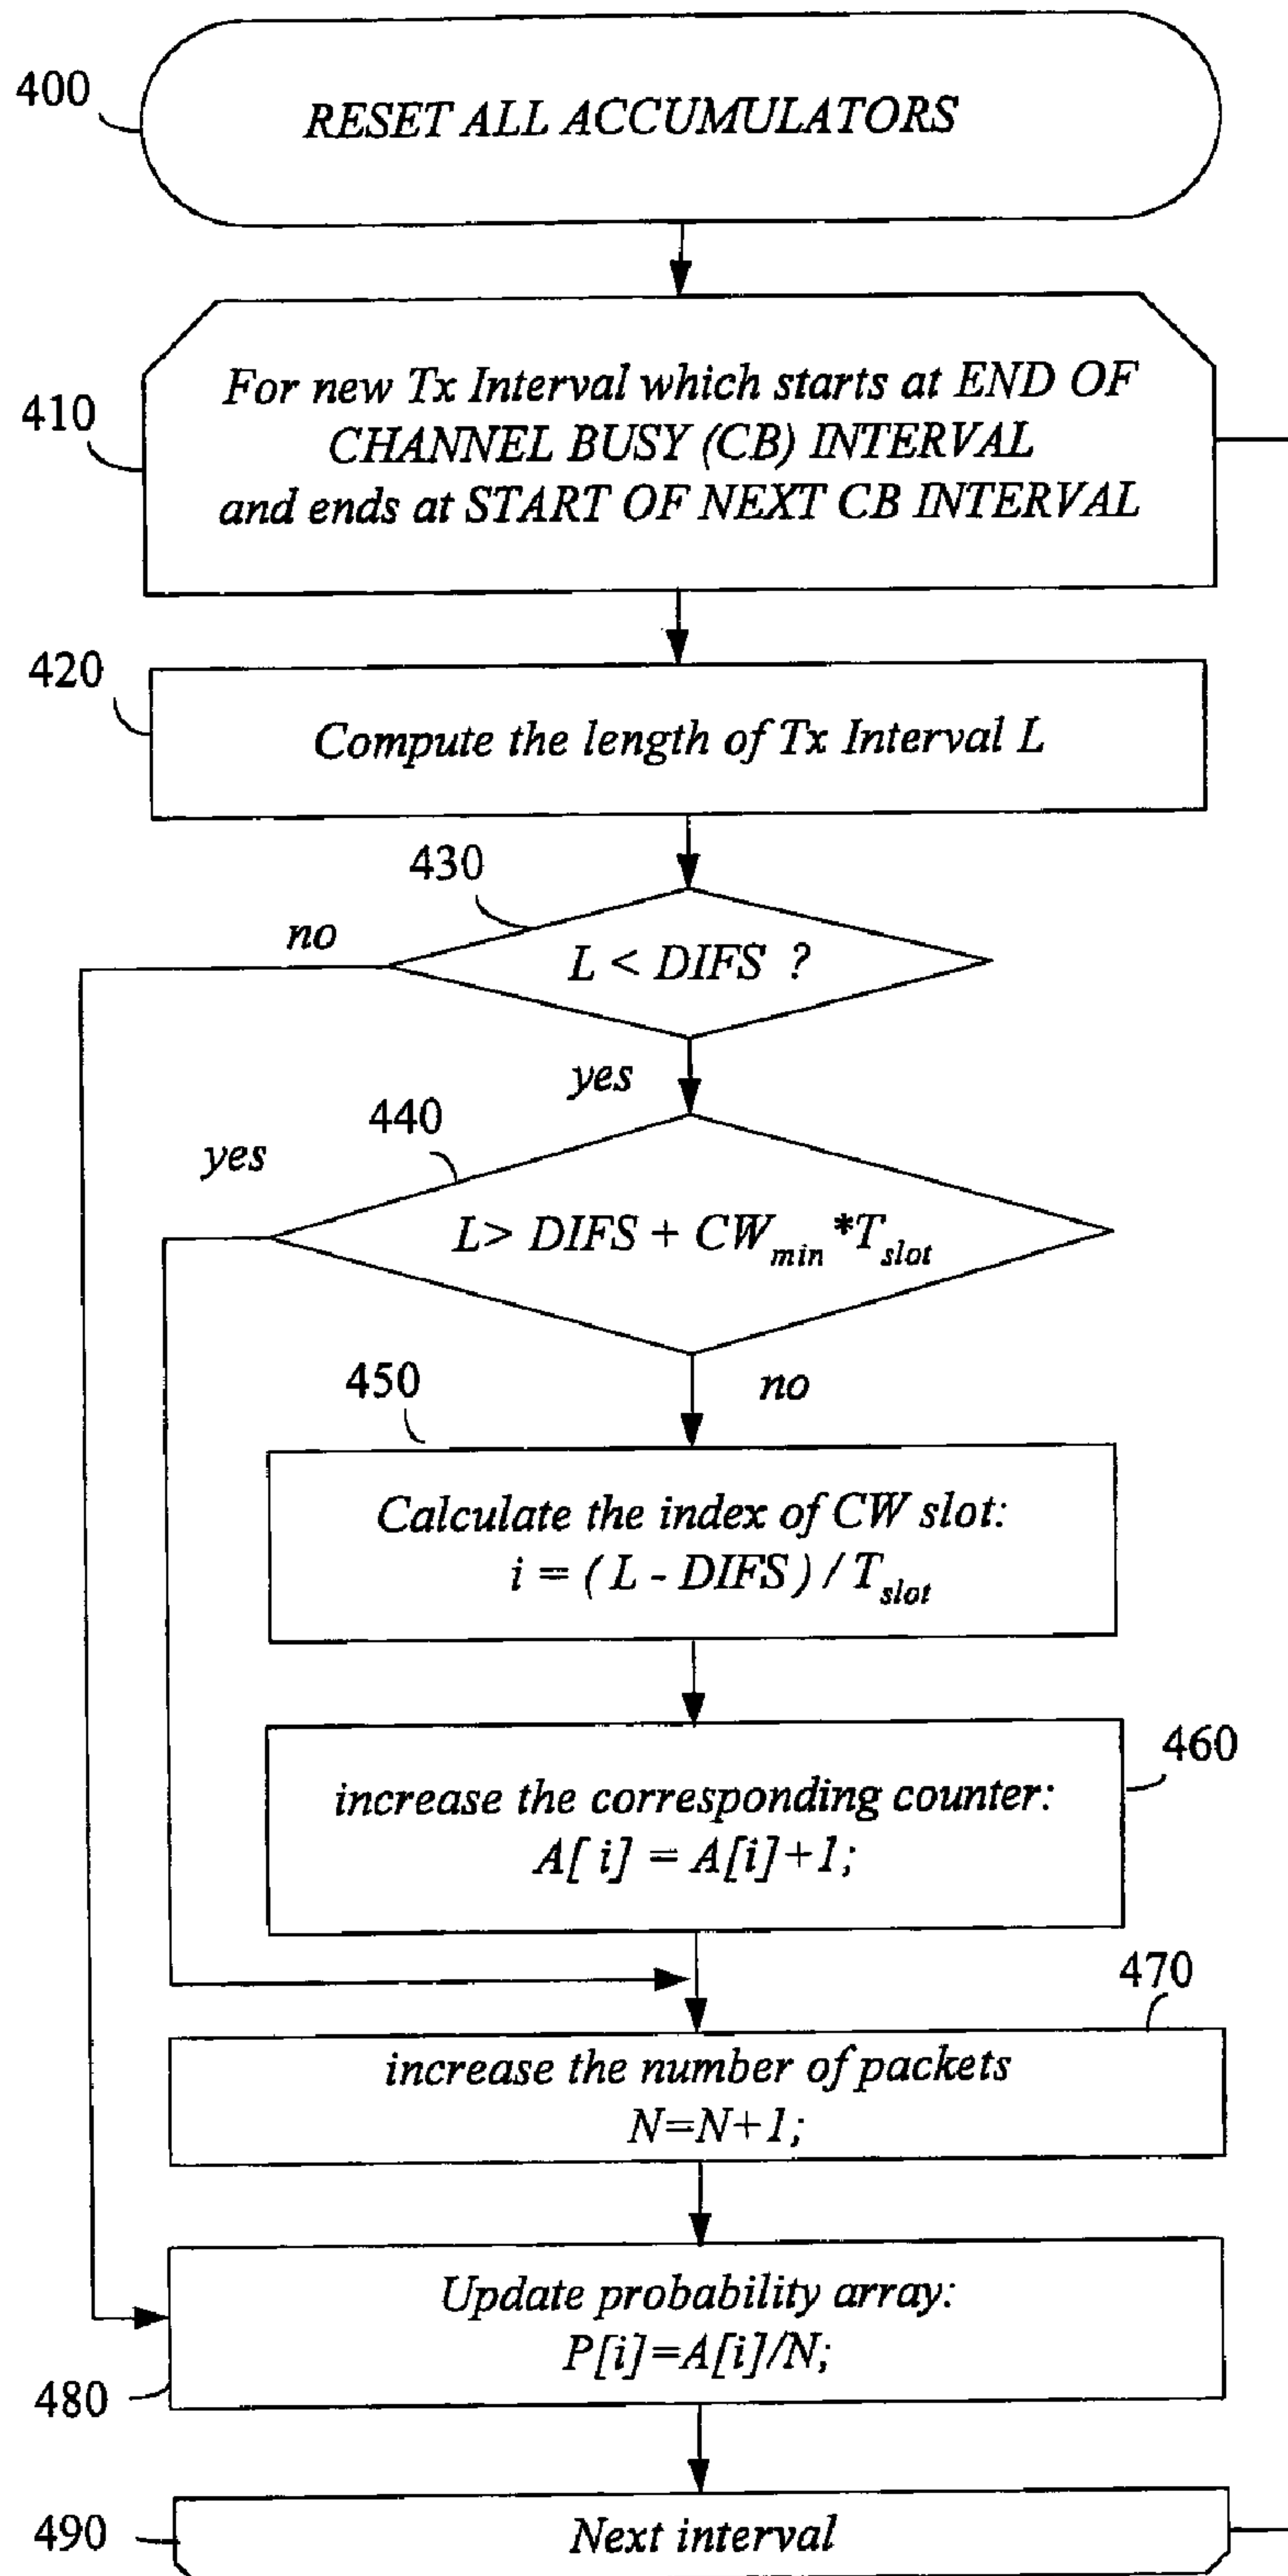 400
RESET ALL ACCUMULATORS
410
For new Tx Interval which starts at END OF
CHANNEL BUSY (CB) INTERVAL
and ends at START OF NEXT CB INTERVAL
420
Compute the length of Tx Interval L
430
no
L < DIFS ?
yes
440
yes
L> DIFS + CWmin *Tslot
no
450
Calculate the index of CW slot:
i = ( L - DIFS ) / Tslot
460
increase the corresponding counter:
A[ i] = A[i]+1;
470
increase the number of packets
N=N+1;
Update probability array:
P[i]=A[i]/N;
480
490
Next interval